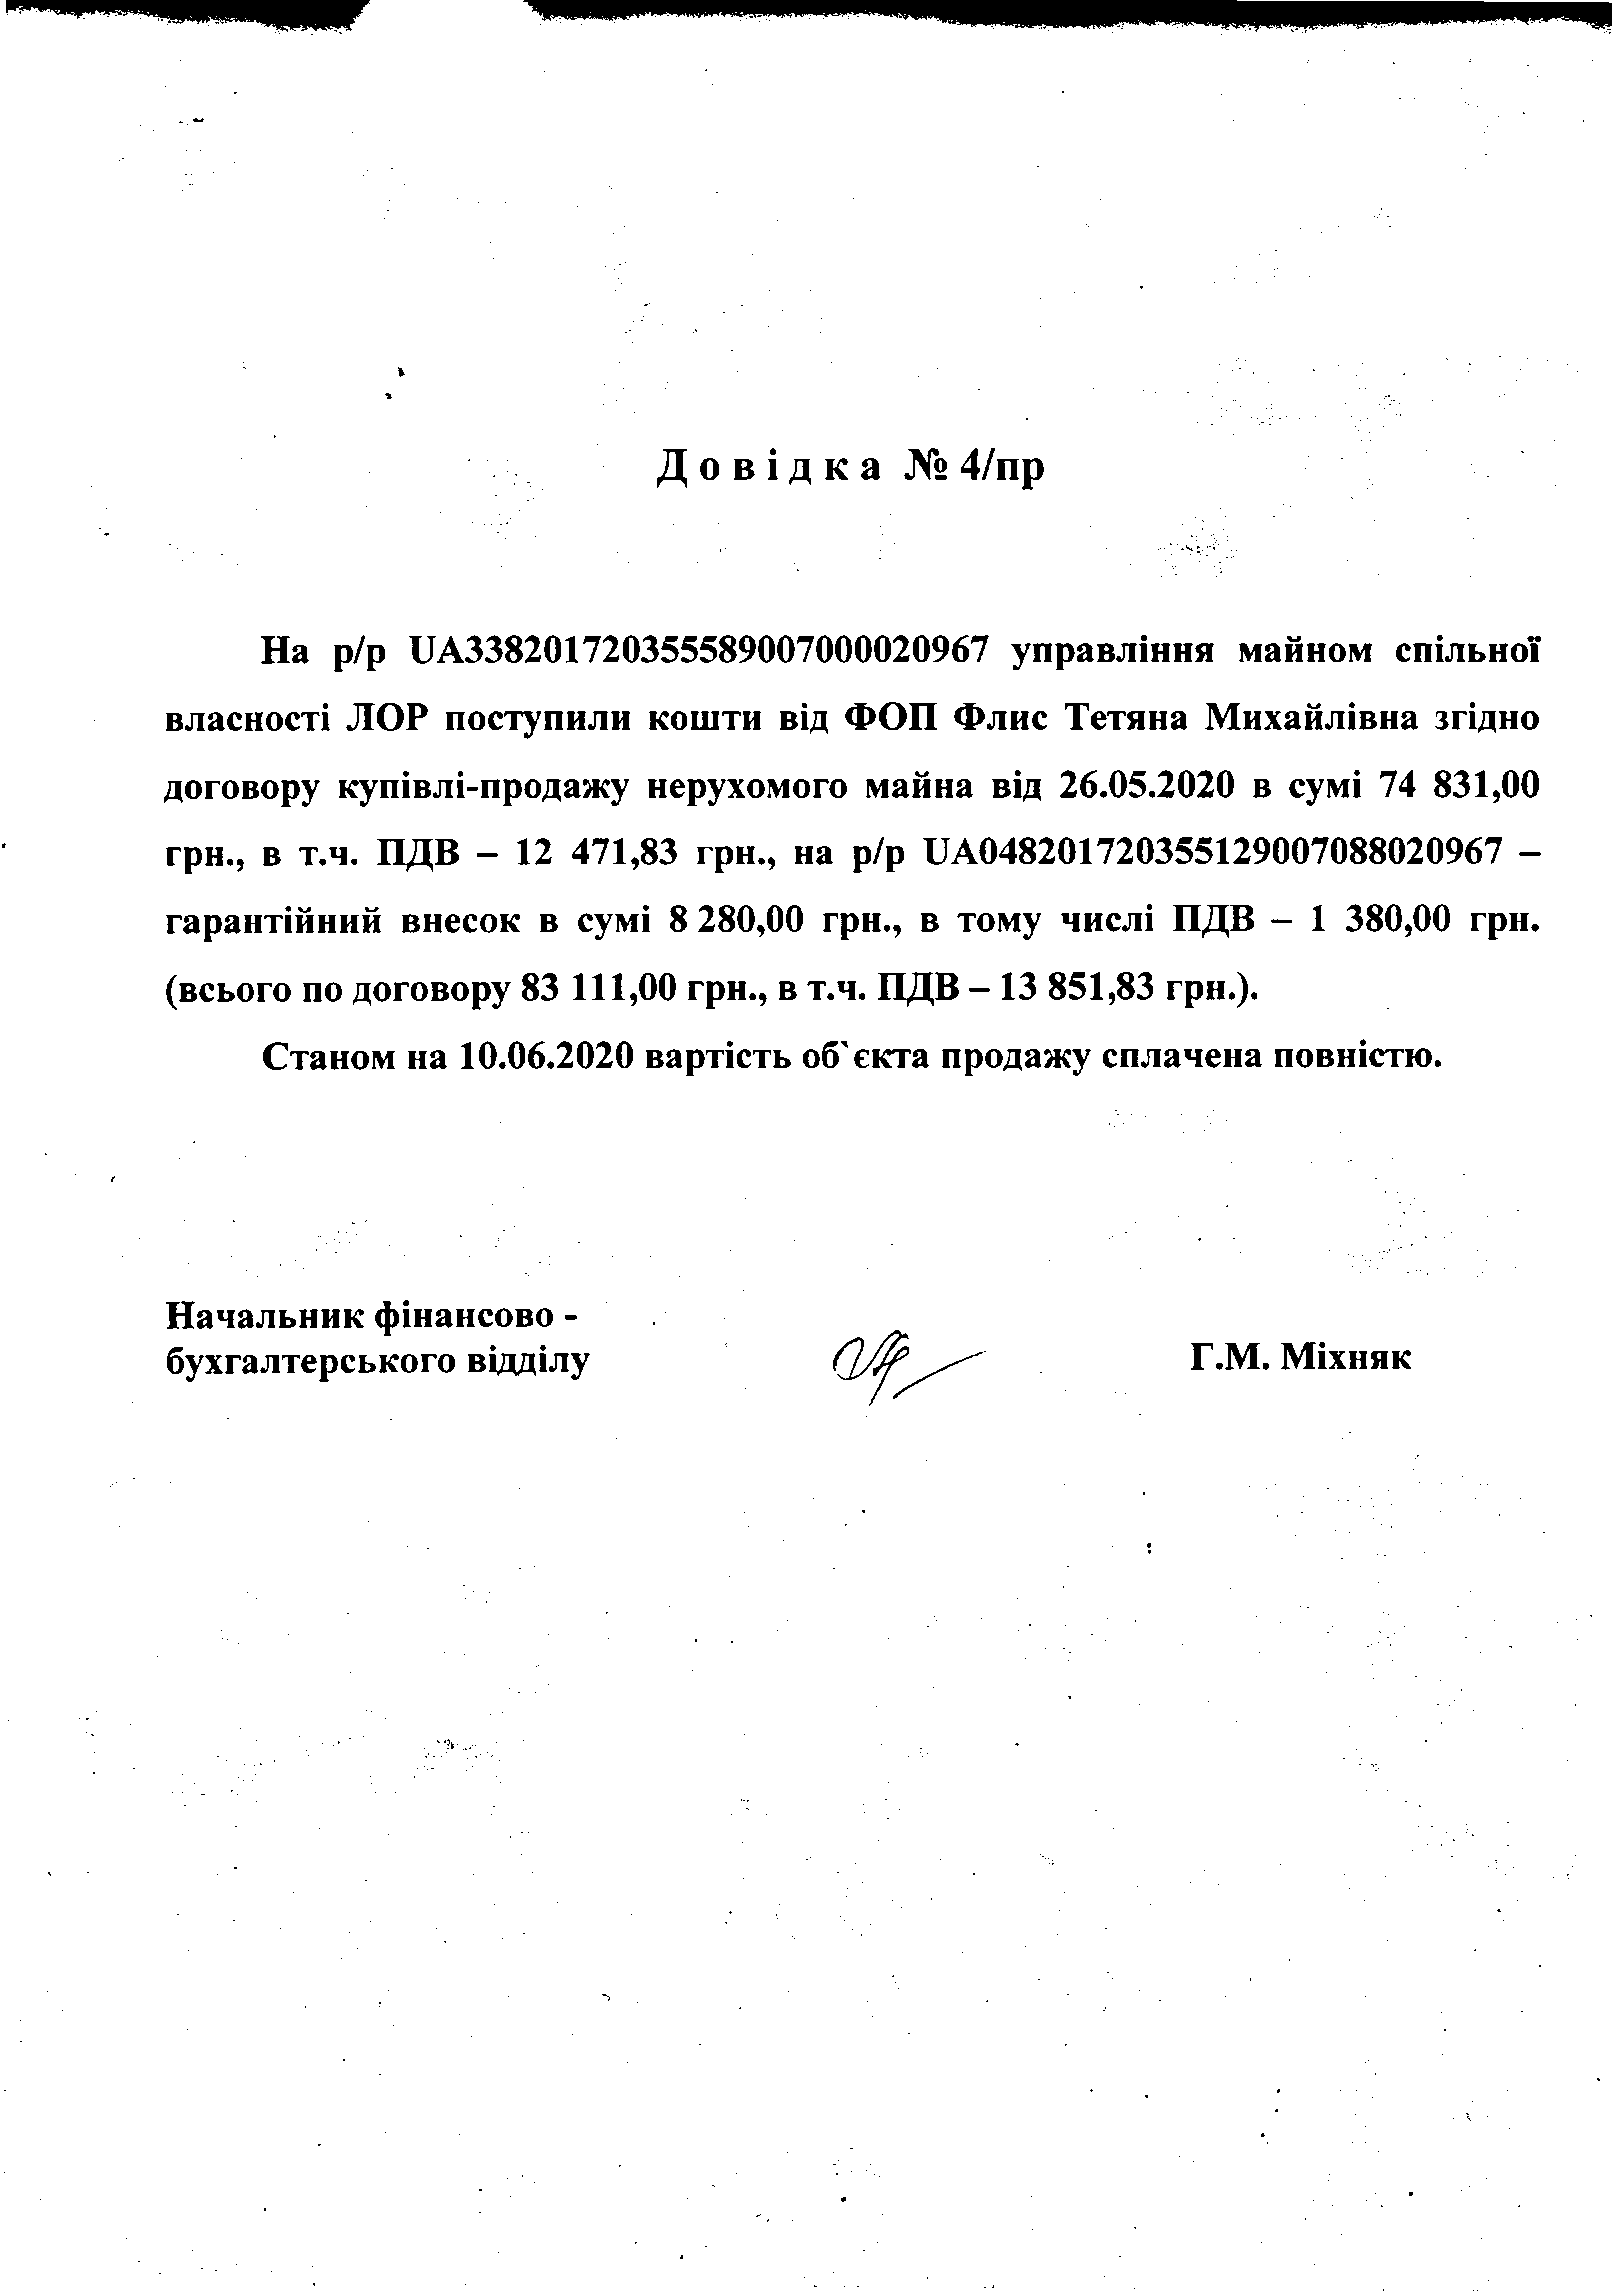 Д о в і д к а № 4/пр
На р/р UA338201720355589007000020967 управління майном спільної
власності ЛОР поступили кошти від ФОП Флис Тетяна Михайлівна згідно
договору купівлі-продажу нерухомого майна від 26.05.2020 в сумі 74 831,00
грн., в т.ч. ПДВ – 12 471,83 грн., на р/р UA048201720355129007088020967 –
гарантійний внесок в сумі 8 280,00 грн., в тому числі ПДВ – 1 380,00 грн.
(всього по договору 83 111,00 грн., в т.ч. ПДВ – 13 851,83 грн.).
Станом на 10.06.2020 вартість об`єкта продажу сплачена повністю.
Начальник фінансово -
бухгалтерського відділу Г.М. Міхняк